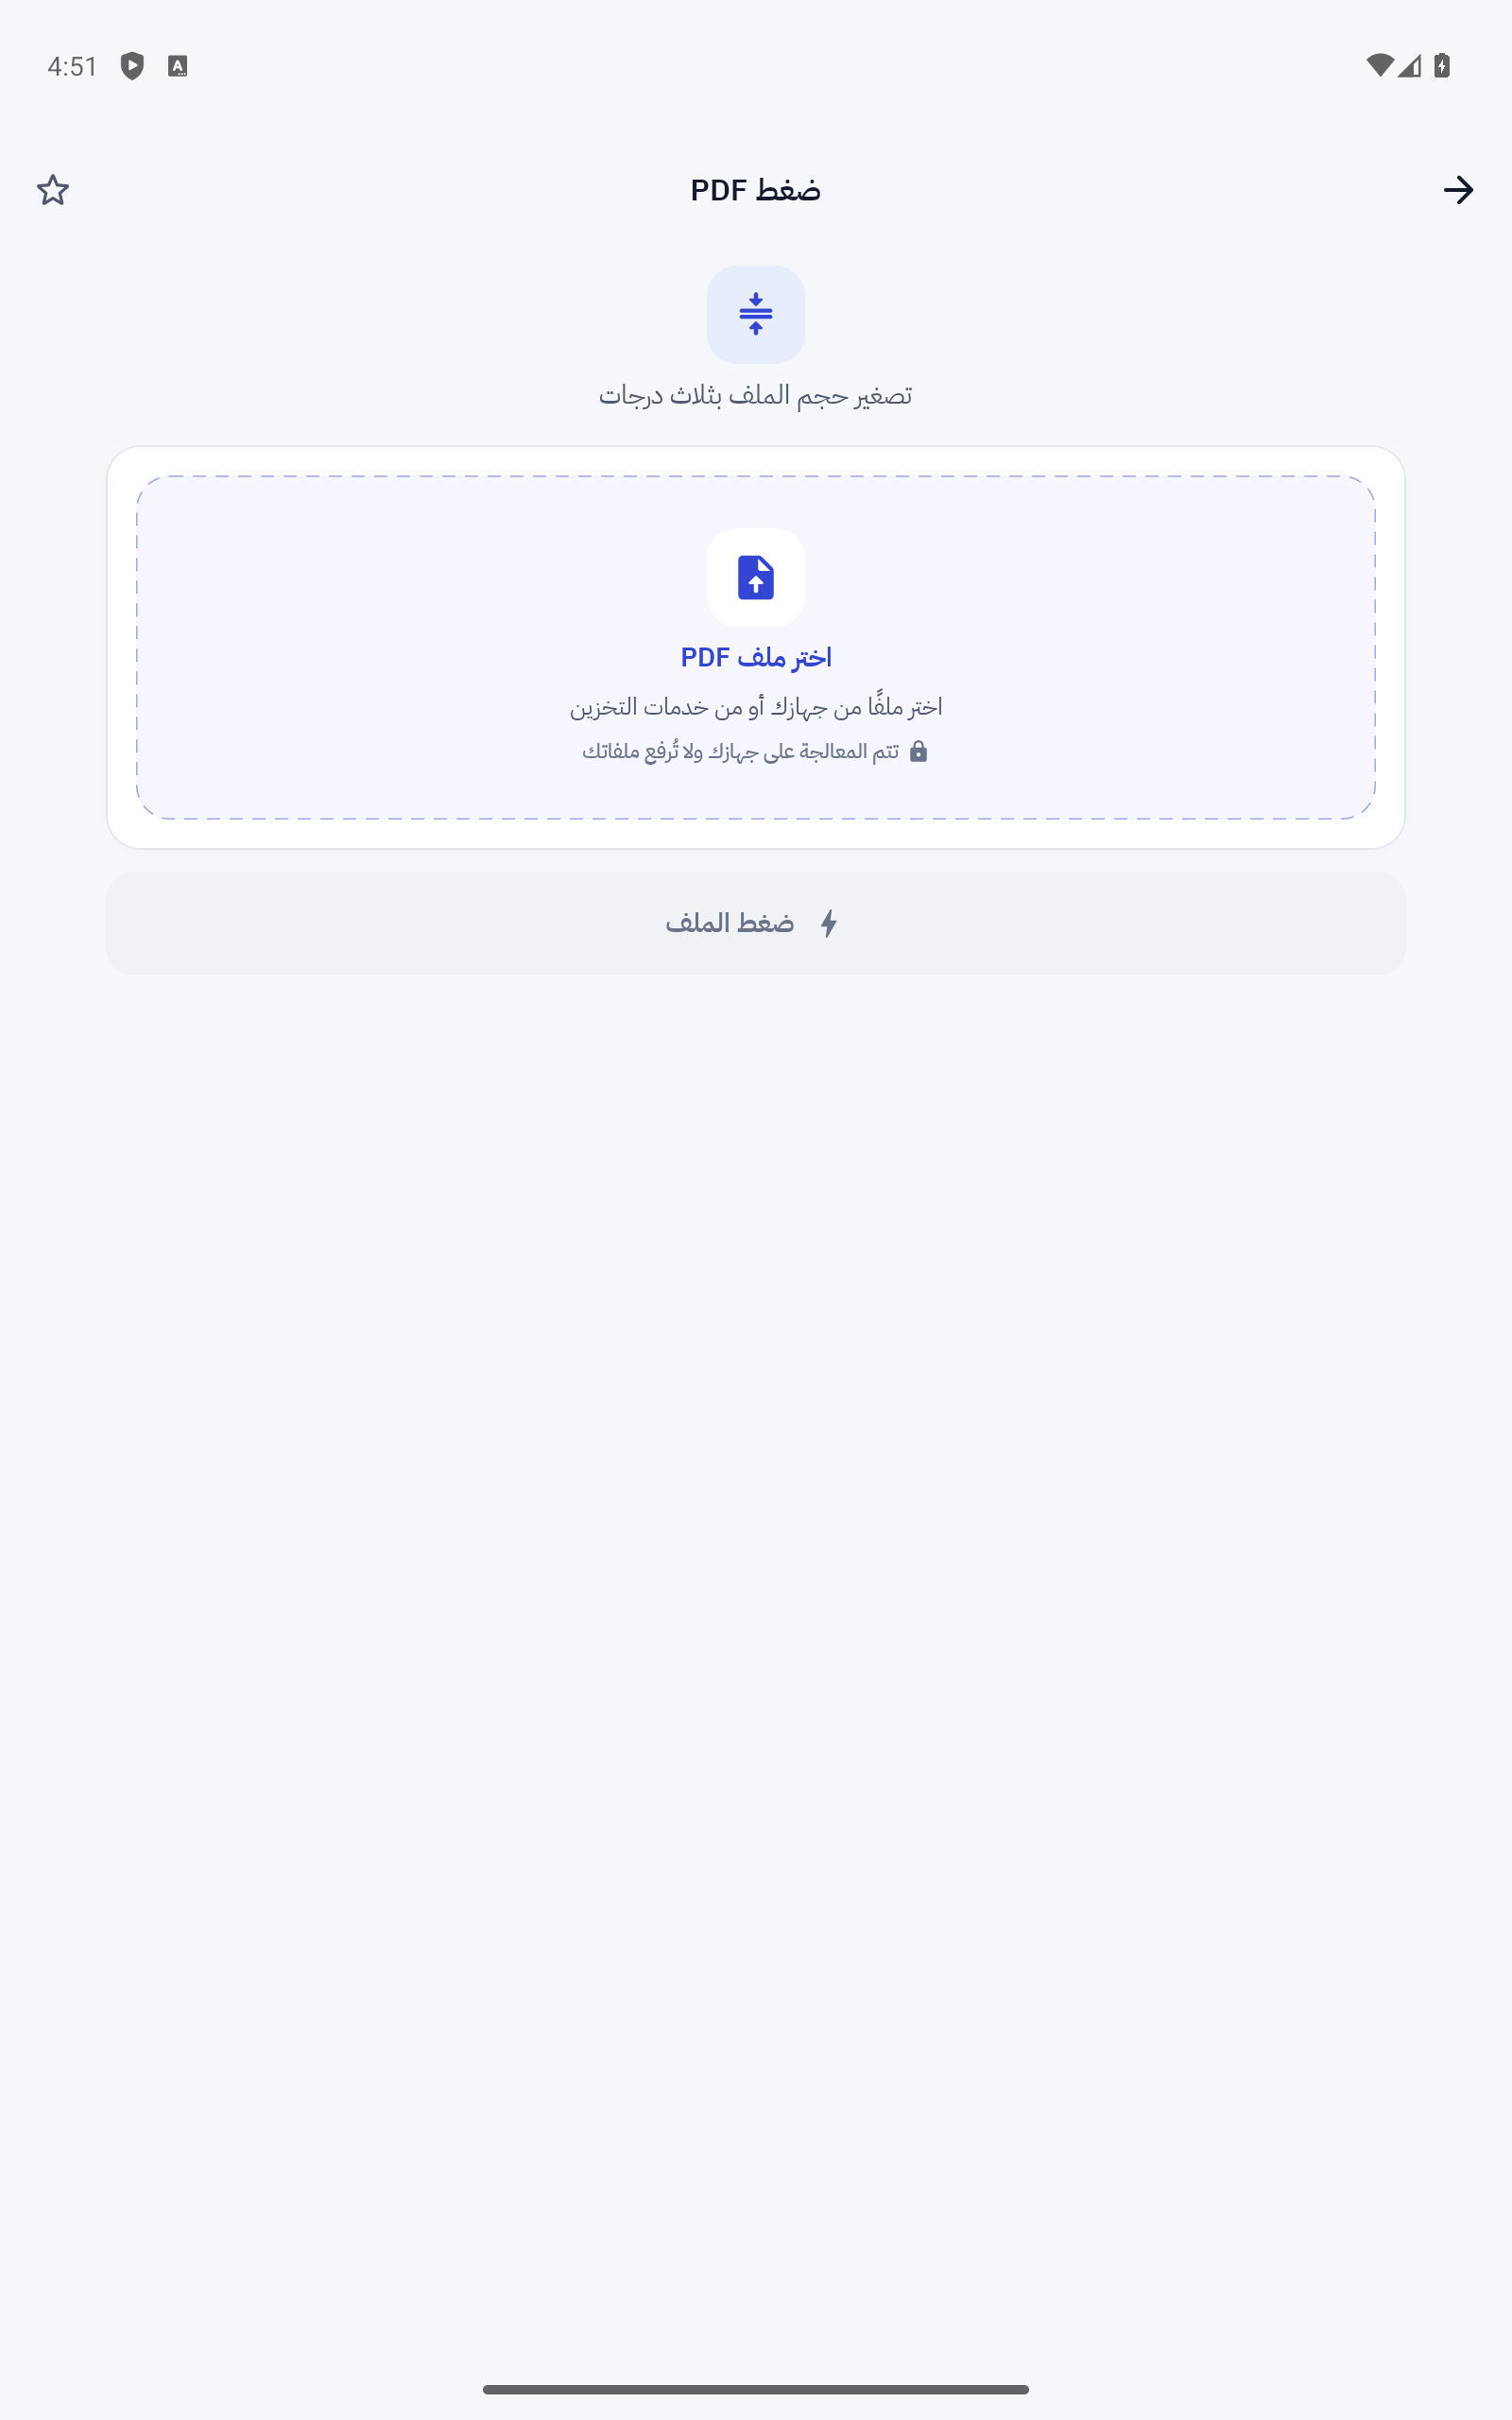 4:51
ضغط PDF
تصغير حجم الملف بثلاث درجات
اختر ملف PDF
اختر ملفًا من جهازك أو من خدمات التخزين
تتم المعالجة على جهازك ولا تُرفع ملفاتك
ضغط الملف